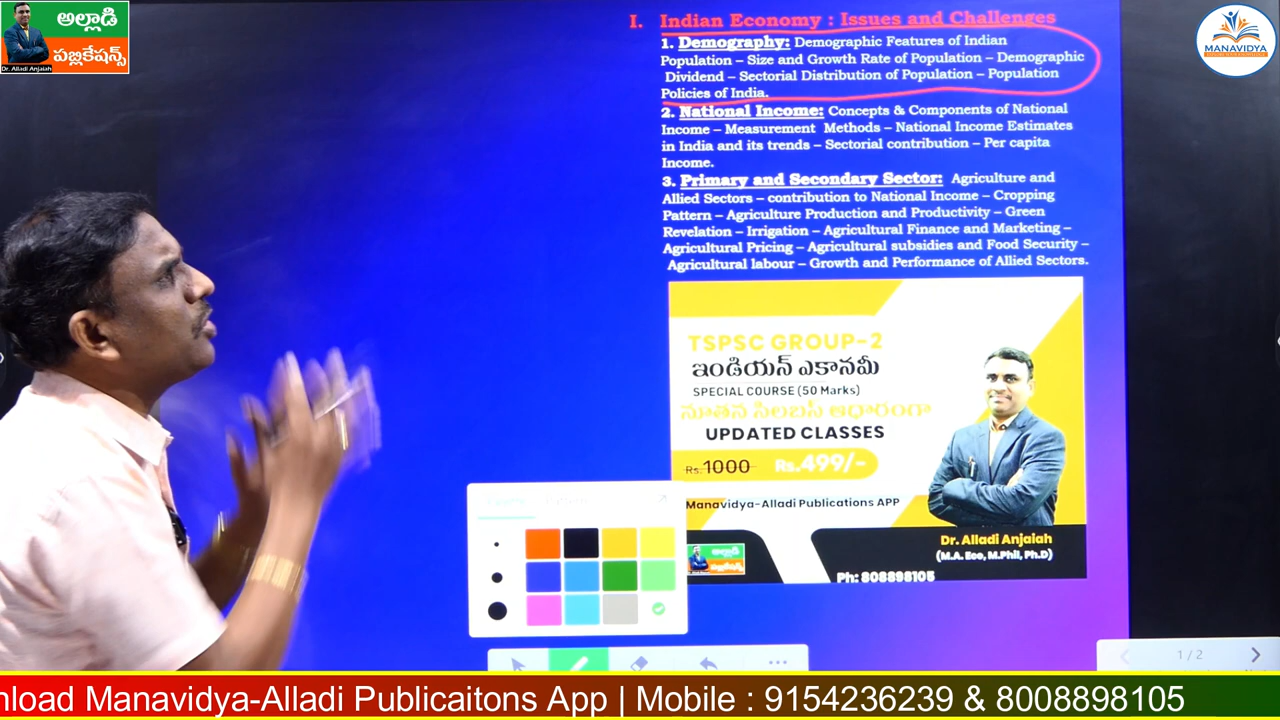 అల్లాడి
పబ్లికేషన్స్
Dr. Alladi Anjaiah
MANAVIDYA
I. Indian Economy : Issues and Challenges
1. Demography: Demographic Features of Indian
Population – Size and Growth Rate of Population – Demographic
Dividend – Sectorial Distribution of Population – Population
Policies of India.
2. National Income: Concepts & Components of National
Income – Measurement Methods – National Income Estimates
in India and its trends – Sectorial contribution – Per capita
Income.
3. Primary and Secondary Sector: Agriculture and
Allied Sectors – contribution to National Income – Cropping
Pattern – Agriculture Production and Productivity – Green
Revelation – Irrigation – Agricultural Finance and Marketing –
Agricultural Pricing – Agricultural subsidies and Food Security –
Agricultural labour – Growth and Performance of Allied Sectors.
TSPSC GROUP-2
ఇండియన్ ఎకానమీ
SPECIAL COURSE (50 Marks)
నూతన సిలబస్ ఆధారంగా
UPDATED CLASSES
Rs.1000 Rs.499/-
Manavidya-Alladi Publications APP
Dr. Alladi Anjaiah
(M.A. Eco, M.Phil, Ph.D)
Ph: 808898105
1 / 2
nload Manavidya-Alladi Publicaitons App | Mobile : 9154236239 & 8008898105